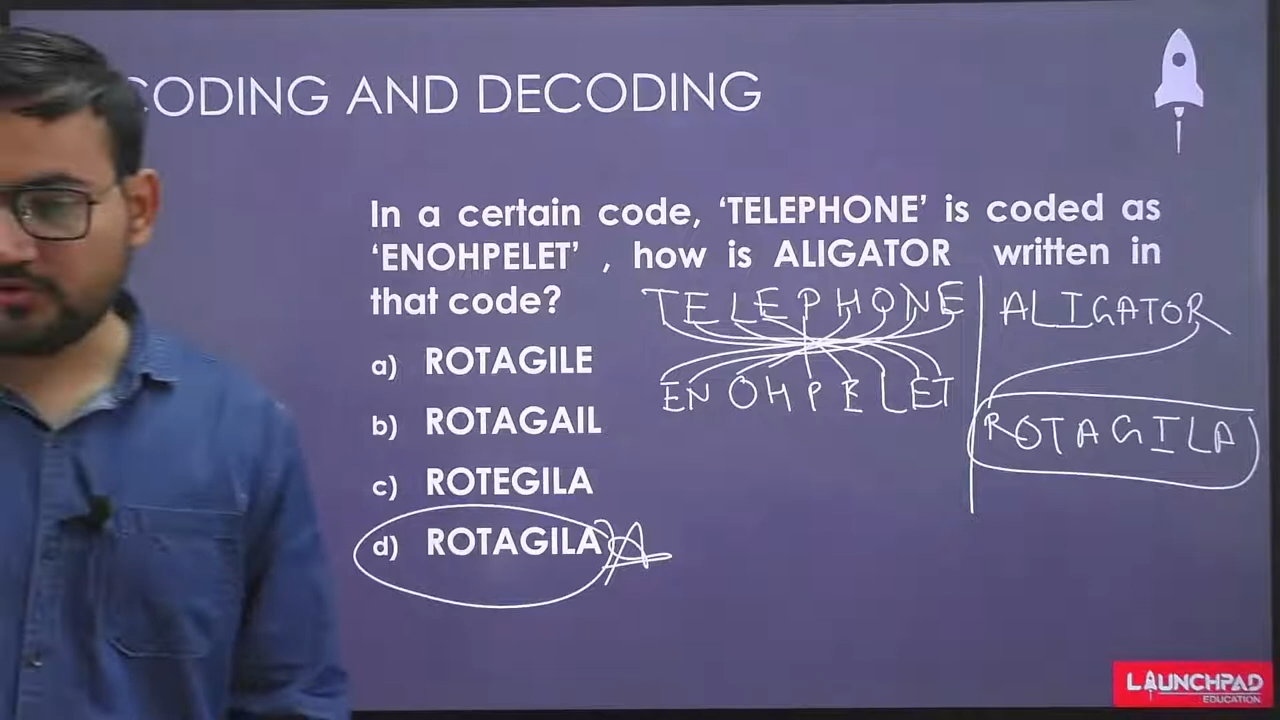 CODING AND DECODING
In a certain code, ‘TELEPHONE’ is coded as
‘ENOHPELET’ , how is ALIGATOR written in
that code?
TELEPHONE
ALIGATOR
ENOHPELET
ROTAGILA
a) ROTAGILE
b) ROTAGAIL
c) ROTEGILA
d) ROTAGILA
A
LAUNCHPAD
EDUCATION